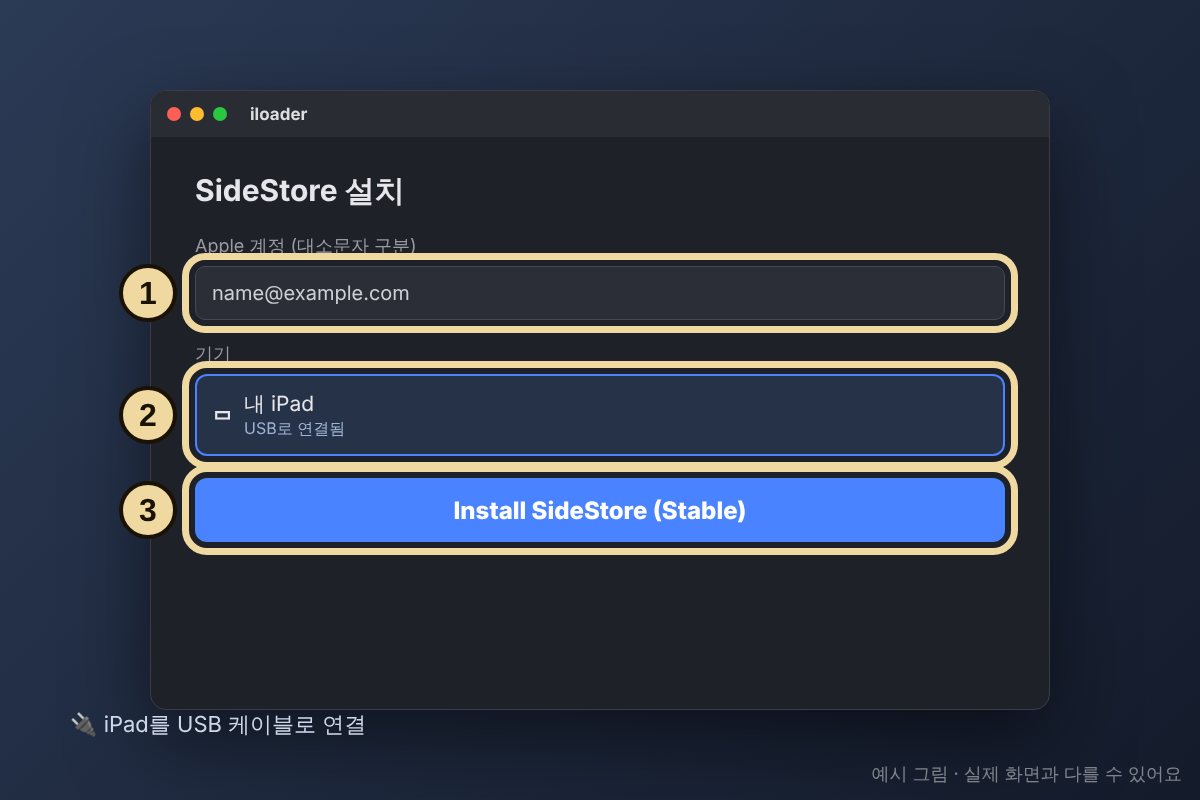 iloader
SideStore 설치
Apple 계정 (대소문자 구분)
1
name@example.com
기기
2
내 iPad
USB로 연결됨
3
Install SideStore (Stable)
🔌 iPad를 USB 케이블로 연결
예시 그림 · 실제 화면과 다를 수 있어요